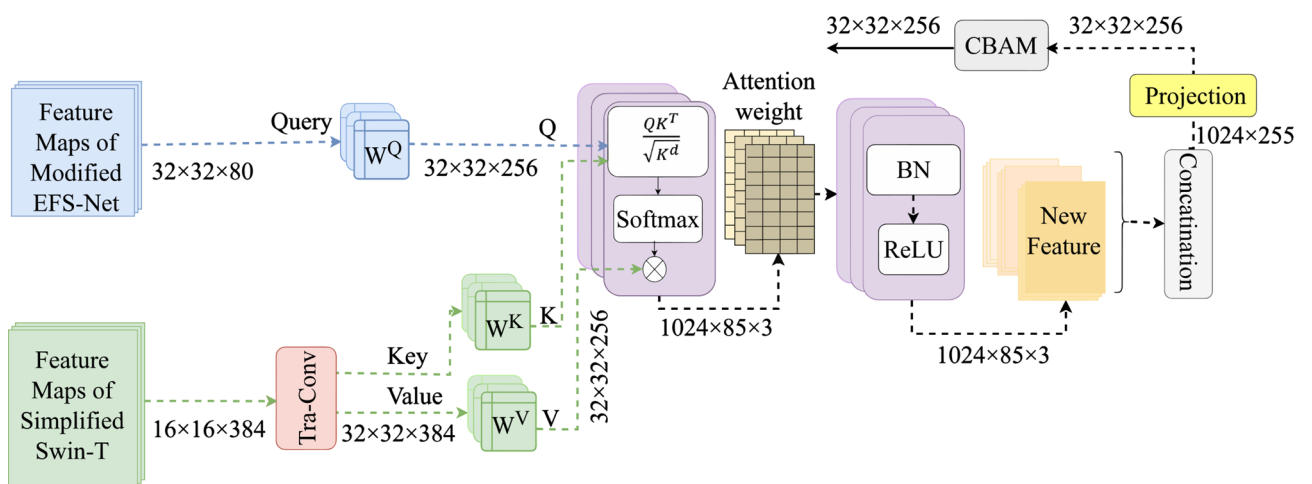 Feature
Maps of
Modified
EFS-Net
32×32×80
Query
W^Q
32×32×256
Q
QK^T
√K^d
Softmax
Attention
weight
1024×85×3
BN
ReLU
1024×85×3
New
Feature
Concatination
1024×255
Projection
32×32×256
CBAM
32×32×256
Feature
Maps of
Simplified
Swin-T
16×16×384
Tra-Conv
Key
W^K
K
Value
32×32×384
W^V
V
32×32×256